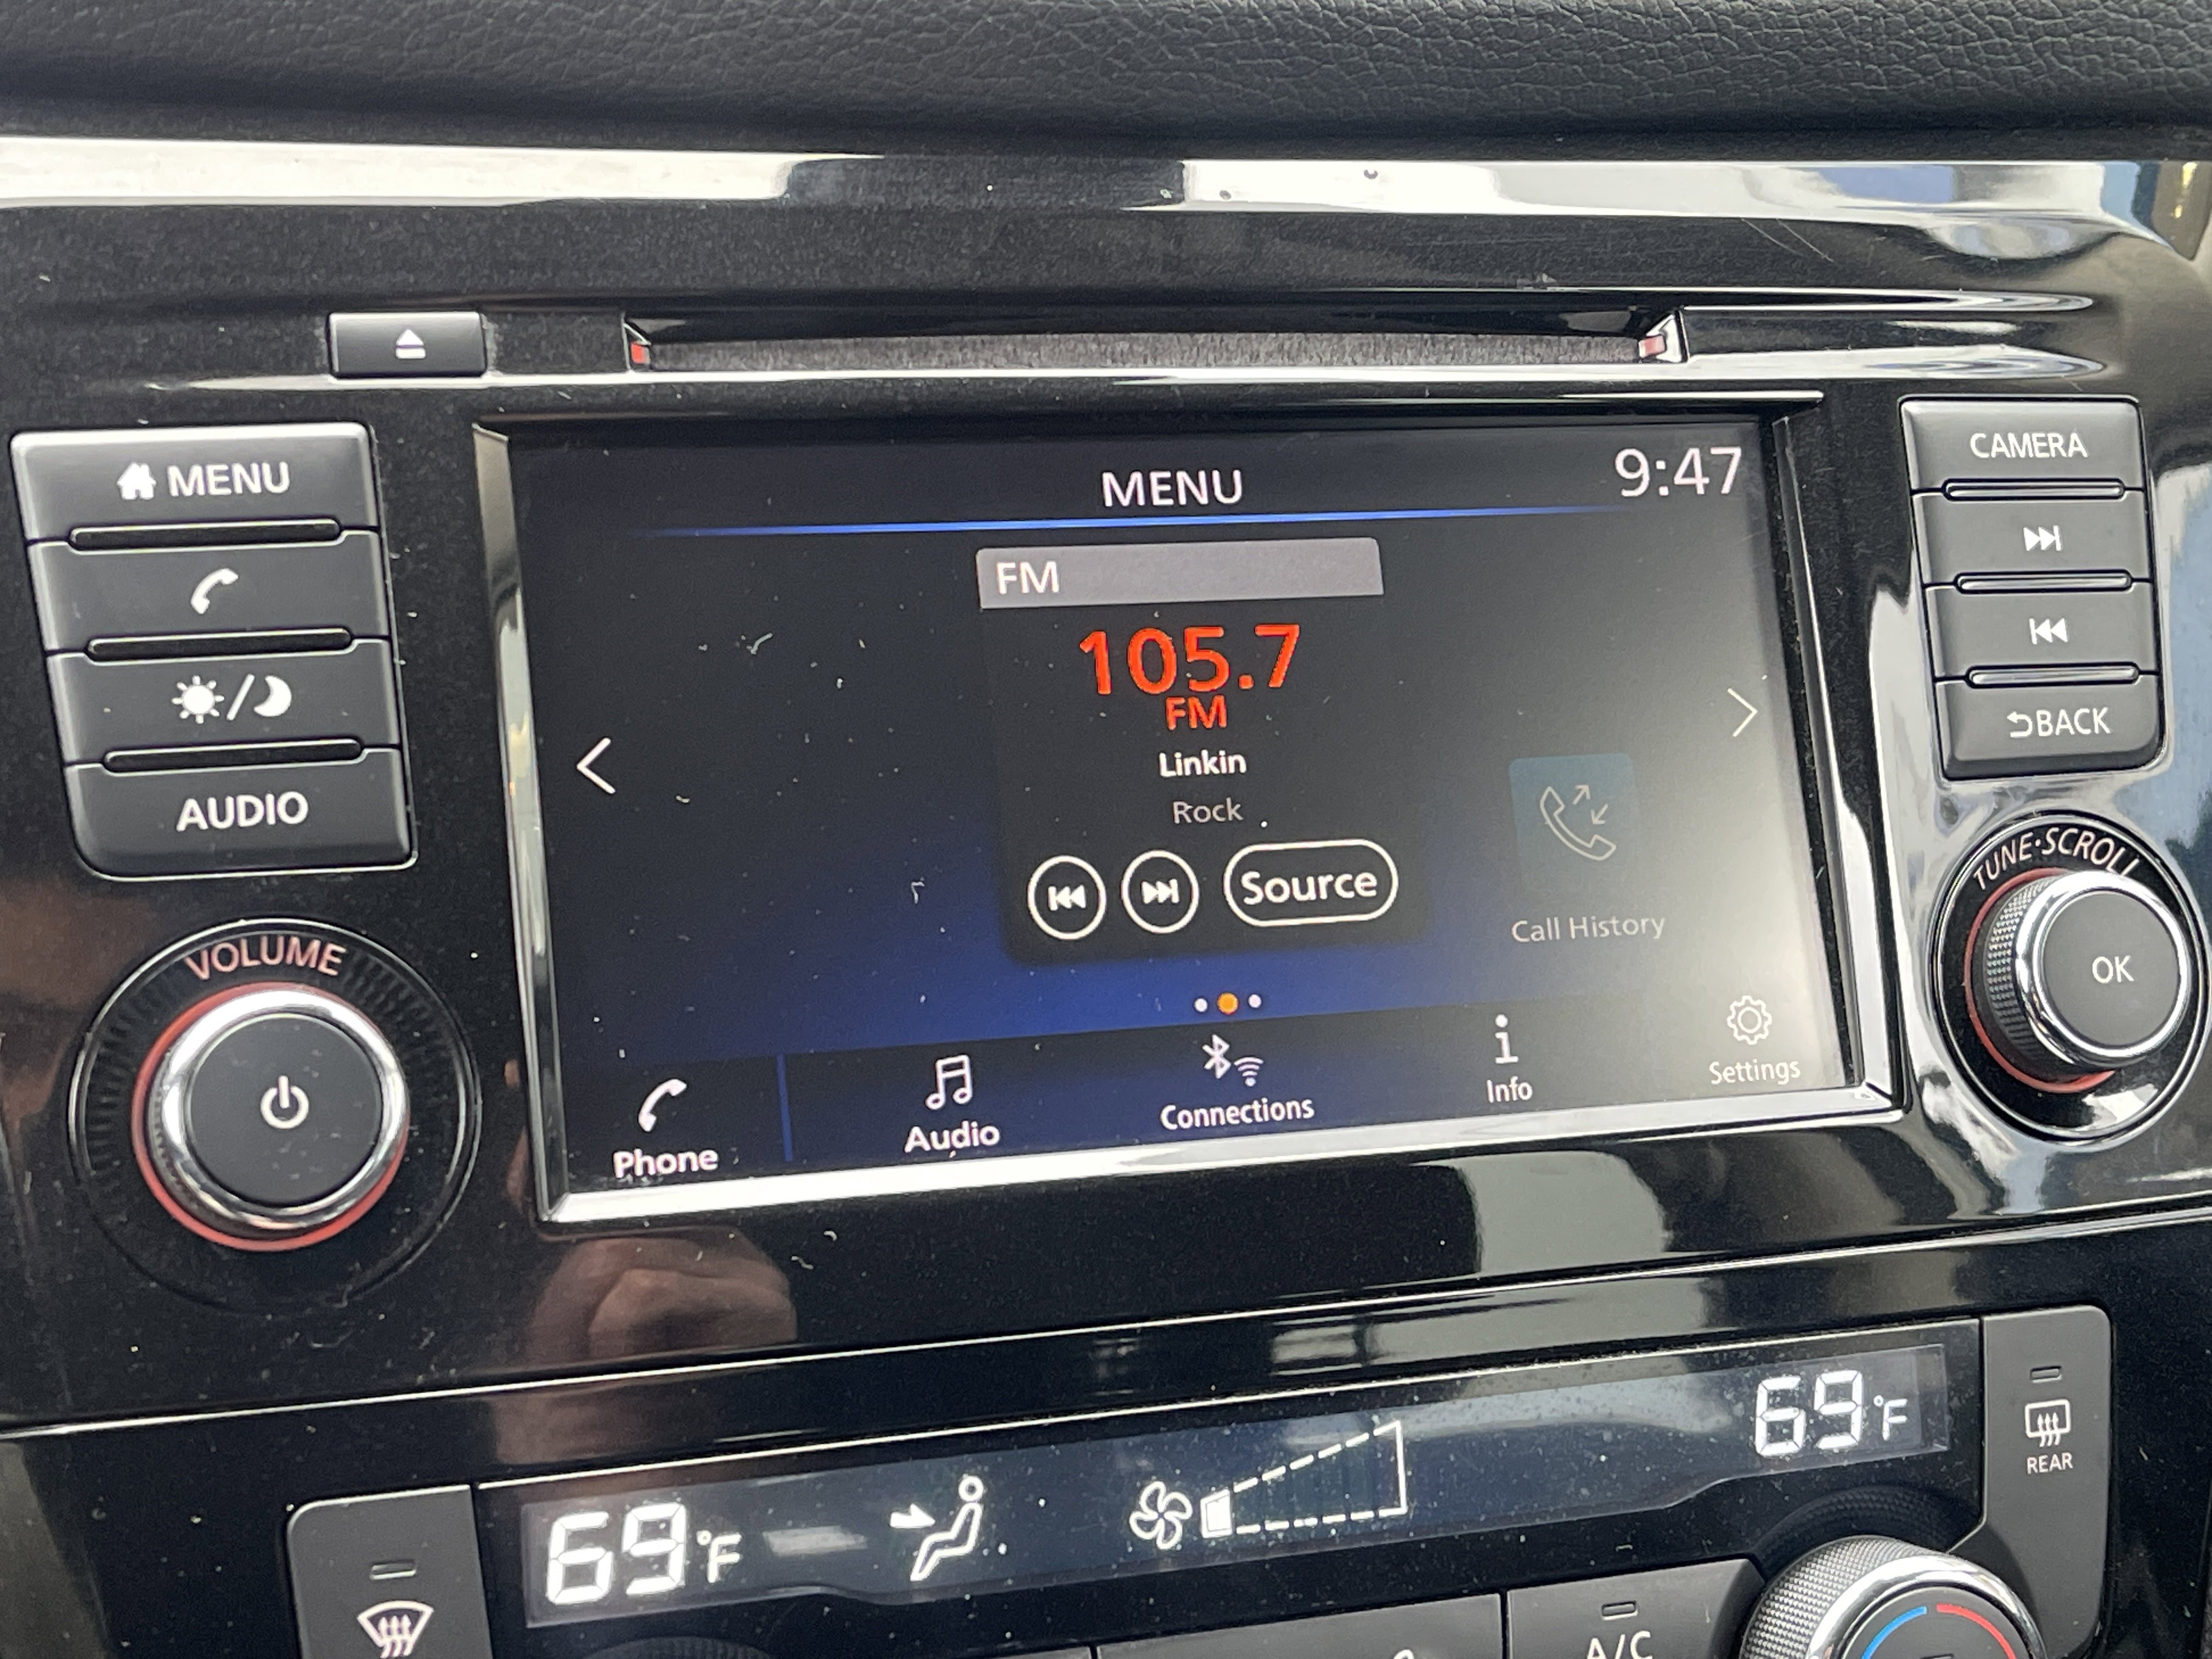 MENU
AUDIO
VOLUME
MENU
9:47
FM
105.7
FM
Linkin
Rock
Source
Call History
Phone
Audio
Connections
Info
Settings
CAMERA
BACK
TUNE·SCROLL
OK
69°F
69°F
REAR
A/C